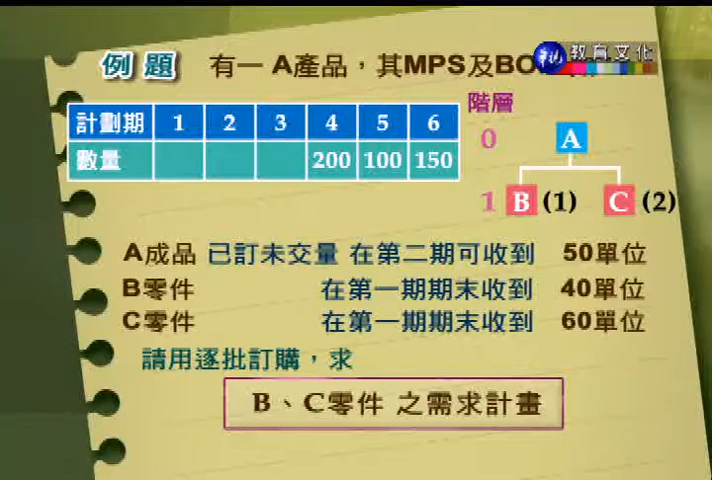 例題 有一 A產品，其MPS及BO
教育文化
階層
計劃期 1 2 3 4 5 6
數量 200 100 150
0 A
1 B (1) C (2)
A成品 已訂未交量 在第二期可收到 50單位
B零件 在第一期期末收到 40單位
C零件 在第一期期末收到 60單位
請用逐批訂購，求
B、C零件 之需求計畫